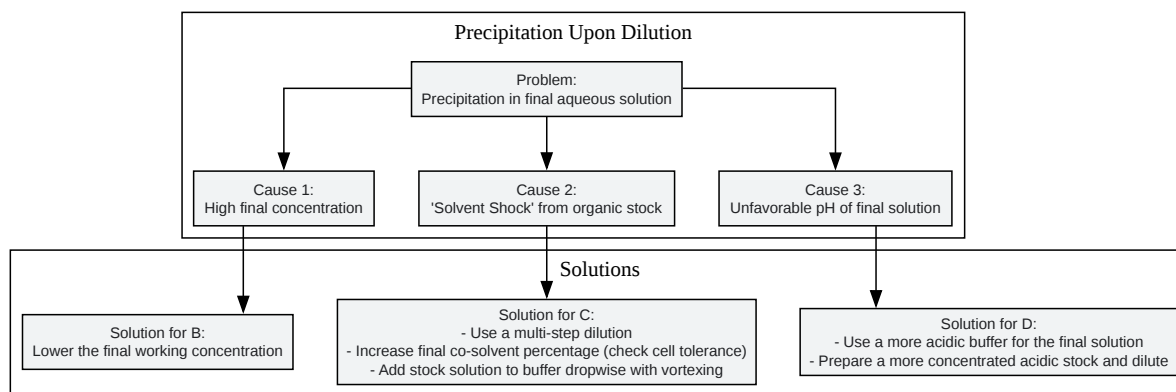 Precipitation Upon Dilution
Problem:
Precipitation in final aqueous solution
Cause 1:
High final concentration
Cause 2:
'Solvent Shock' from organic stock
Cause 3:
Unfavorable pH of final solution
Solutions
Solution for B:
Lower the final working concentration
Solution for C:
- Use a multi-step dilution
- Increase final co-solvent percentage (check cell tolerance)
- Add stock solution to buffer dropwise with vortexing
Solution for D:
- Use a more acidic buffer for the final solution
- Prepare a more concentrated acidic stock and dilute